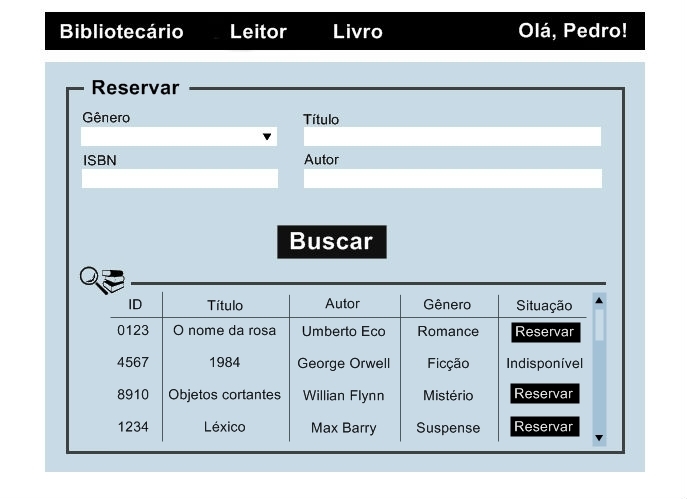 Bibliotecário Leitor Livro Olá, Pedro!
Reservar
Gênero Título
ISBN Autor
Buscar
ID Título Autor Gênero Situação
0123 O nome da rosa Umberto Eco Romance Reservar
4567 1984 George Orwell Ficção Indisponível
8910 Objetos cortantes Willian Flynn Mistério Reservar
1234 Léxico Max Barry Suspense Reservar